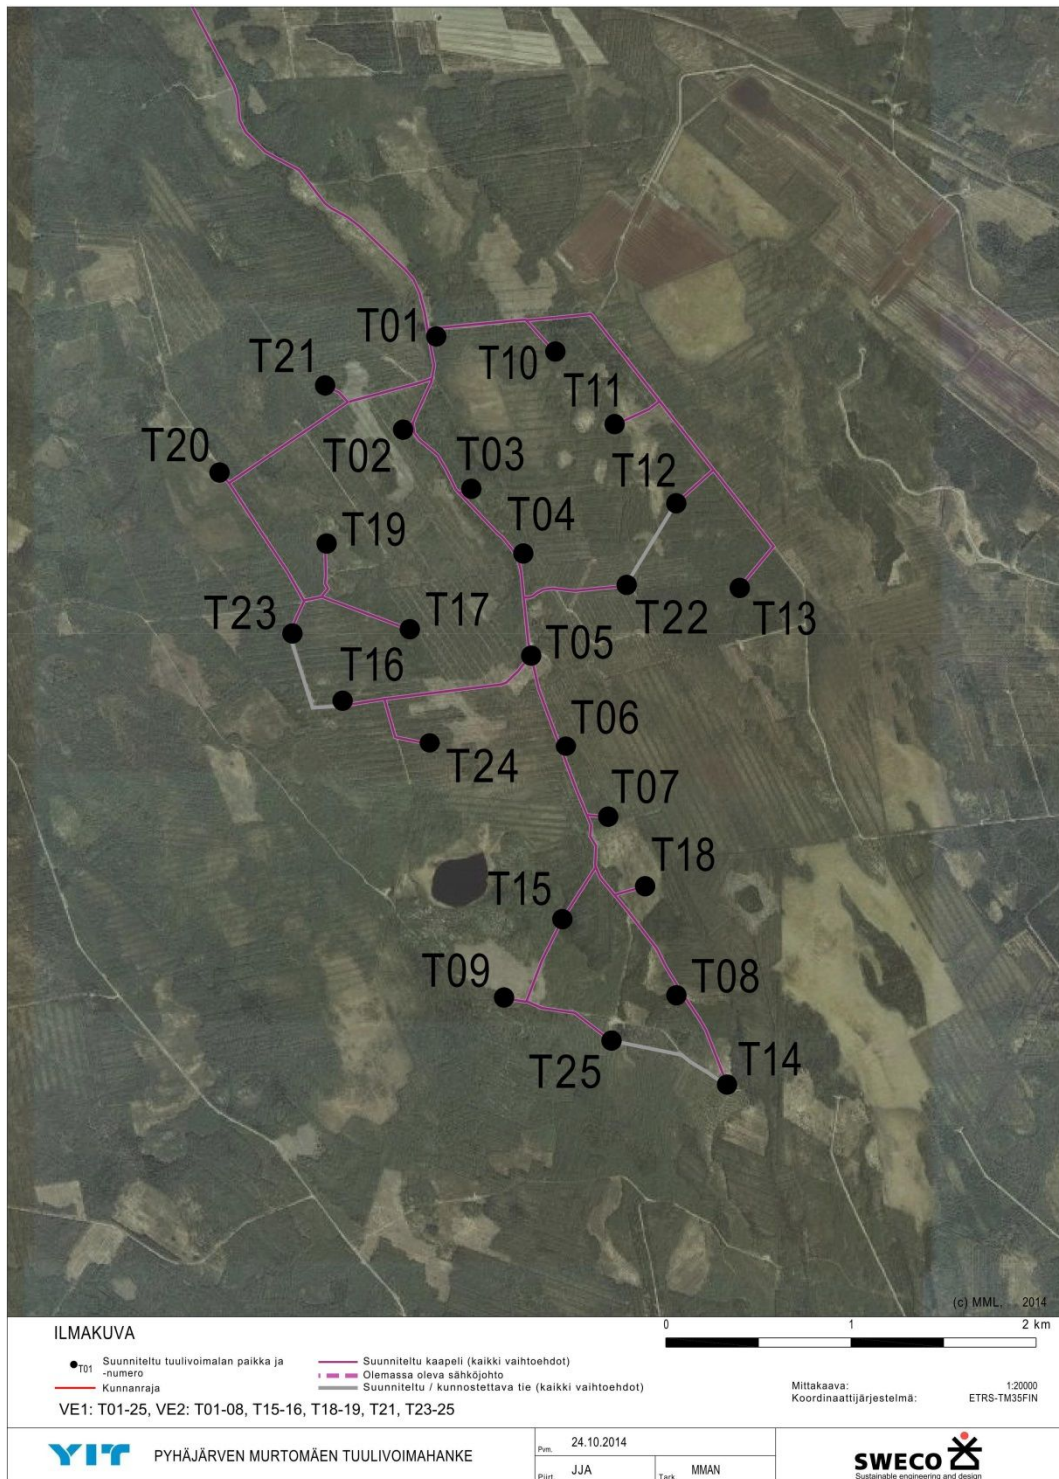 T01
T10
T21
T11
T02
T20
T03
T12
T04
T19
T22
T13
T23
T17
T16
T05
T06
T24
T07
T18
T15
T09
T08
T25
T14
(c) MML, 2014
ILMAKUVA
0 1 2 km
T01 Suunniteltu tuulivoimalan paikka ja
-numero
Kunnanraja
Suunniteltu kaapeli (kaikki vaihtoehdot)
Olemassa oleva sähköjohto
Suunniteltu / kunnostettava tie (kaikki vaihtoehdot)
Mittakaava: 1:20000
Koordinaattijärjestelmä: ETRS-TM35FIN
VE1: T01-25, VE2: T01-08, T15-16, T18-19, T21, T23-25
YIT
PYHÄJÄRVEN MURTOMÄEN TUULIVOIMAHANKE
Pvm. 24.10.2014
Piirt. JJA
Tark. MMAN
SWECO
Sustainable engineering and design